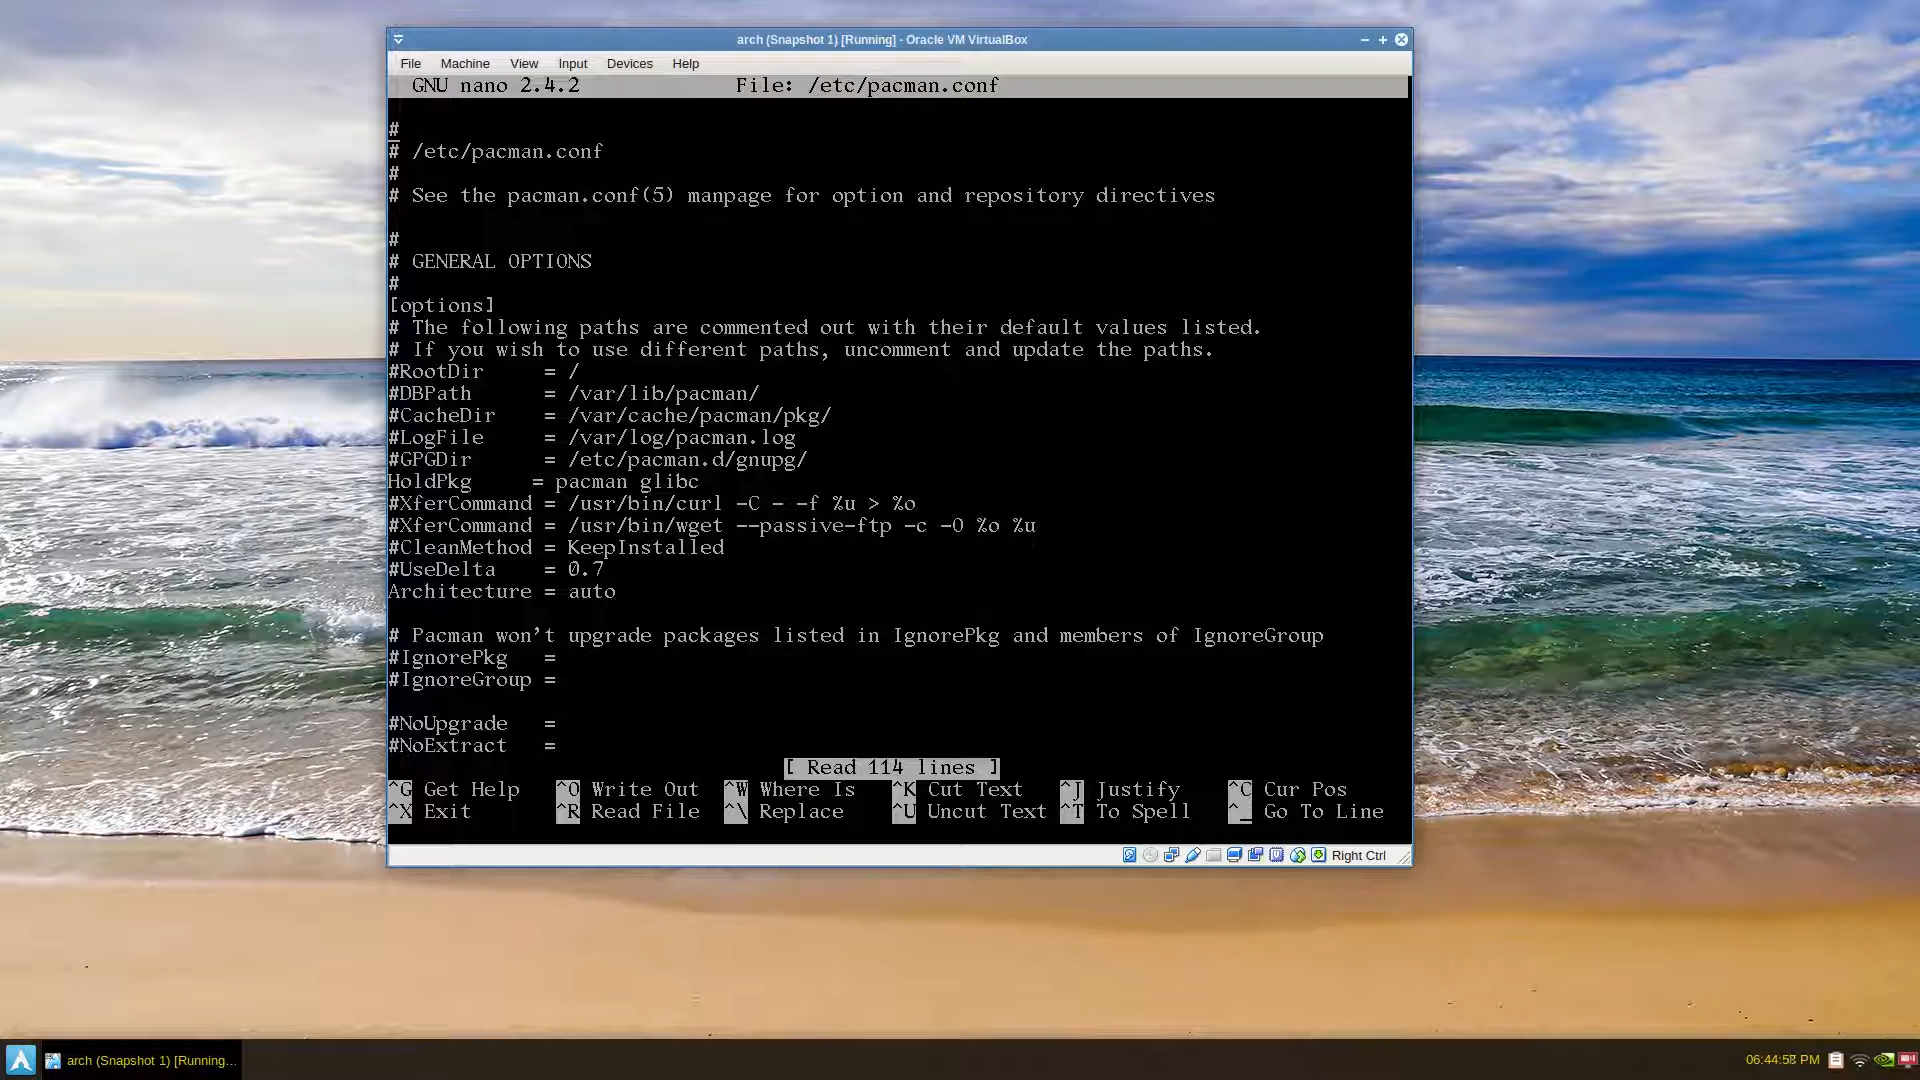 arch (Snapshot 1) [Running] - Oracle VM VirtualBox
File Machine View Input Devices Help
GNU nano 2.4.2 File: /etc/pacman.conf
#
# /etc/pacman.conf
#
# See the pacman.conf(5) manpage for option and repository directives
#
# GENERAL OPTIONS
#
[options]
# The following paths are commented out with their default values listed.
# If you wish to use different paths, uncomment and update the paths.
#RootDir = /
#DBPath = /var/lib/pacman/
#CacheDir = /var/cache/pacman/pkg/
#LogFile = /var/log/pacman.log
#GPGDir = /etc/pacman.d/gnupg/
HoldPkg = pacman glibc
#XferCommand = /usr/bin/curl -C - -f %u > %o
#XferCommand = /usr/bin/wget --passive-ftp -c -O %o %u
#CleanMethod = KeepInstalled
#UseDelta = 0.7
Architecture = auto
# Pacman won't upgrade packages listed in IgnorePkg and members of IgnoreGroup
#IgnorePkg =
#IgnoreGroup =
#NoUpgrade =
#NoExtract =
[ Read 114 lines ]
^G Get Help ^O Write Out ^W Where Is ^K Cut Text ^J Justify ^C Cur Pos
^X Exit ^R Read File ^\ Replace ^U Uncut Text ^T To Spell ^_ Go To Line
Right Ctrl
arch (Snapshot 1) [Running...